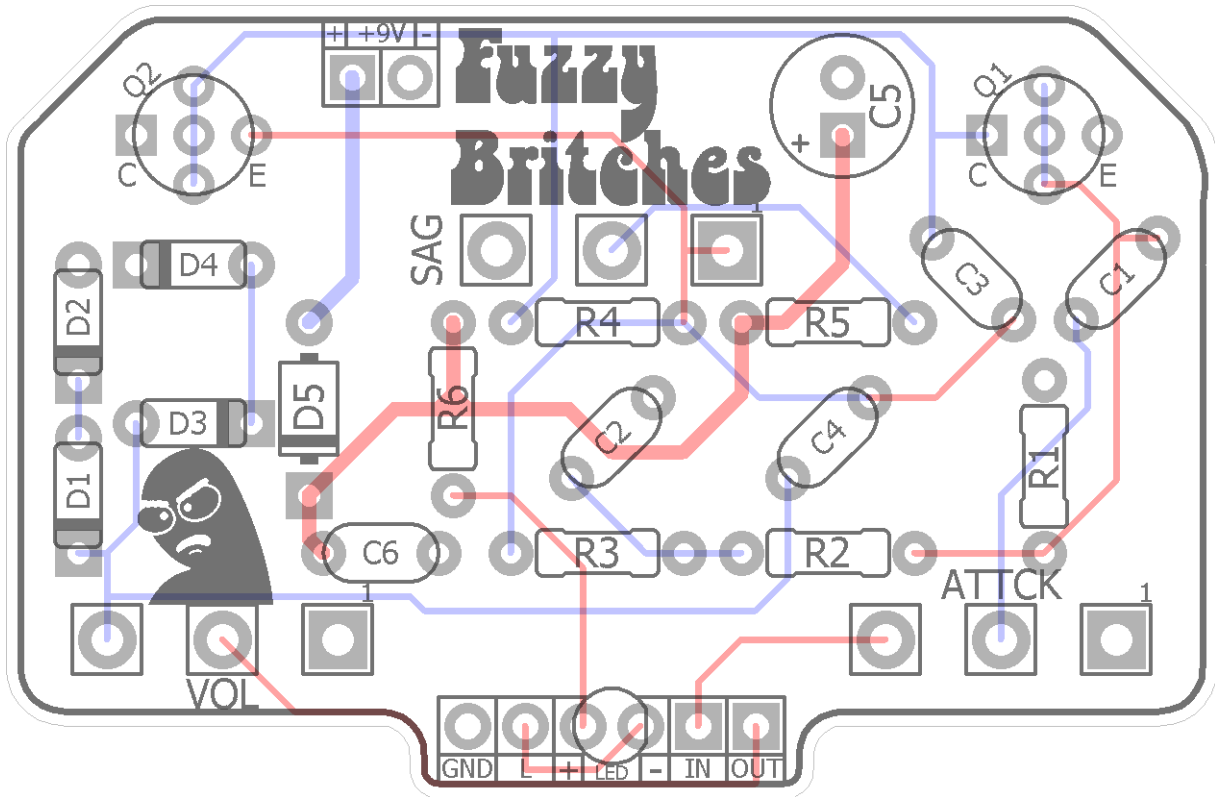 + +9V -
Fuzzy
Britches
Q2
C E
C5
+
Q1
C E
SAG
1
D4
D2
C3
C1
R4
R5
D5
R6
D3
C2
C4
D1
R1
C6
R3
R2
ATTCK
1
1
VOL
GND L + LED - IN OUT